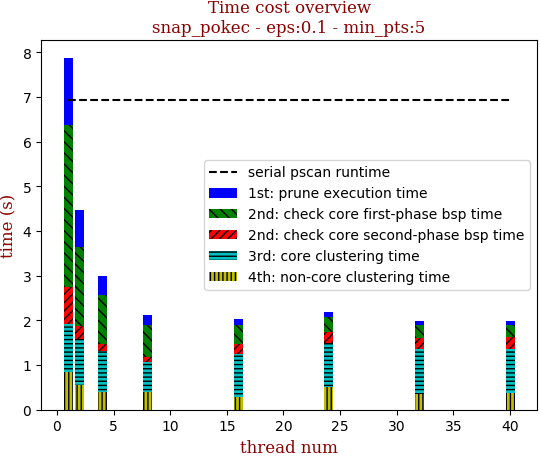 Time cost overview
snap_pokec - eps:0.1 - min_pts:5
8
7
6
5
4
3
2
1
0
time (s)
serial pscan runtime
1st: prune execution time
2nd: check core first-phase bsp time
2nd: check core second-phase bsp time
3rd: core clustering time
4th: non-core clustering time
0 5 10 15 20 25 30 35 40
thread num